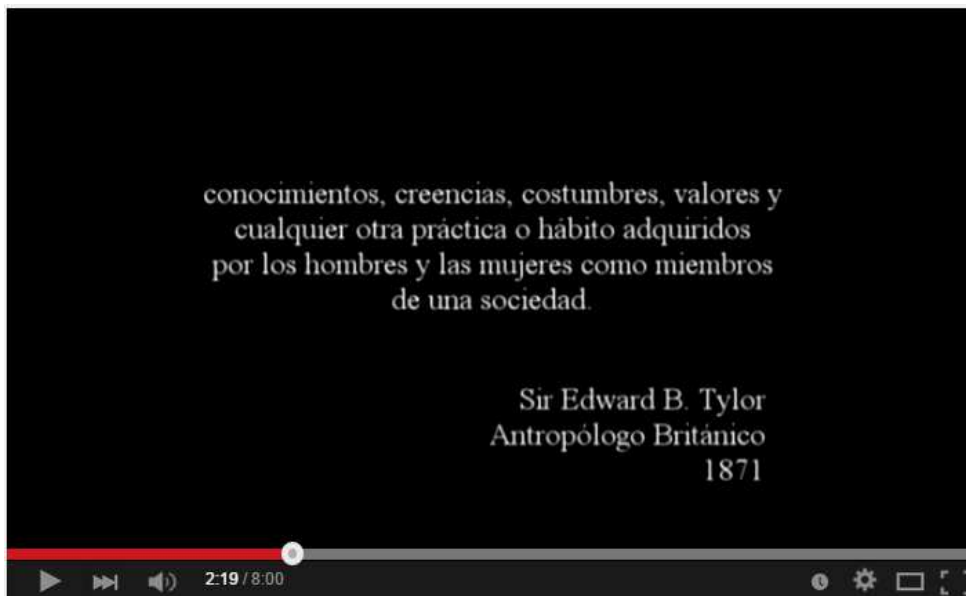 conocimientos, creencias, costumbres, valores y
cualquier otra práctica o hábito adquiridos
por los hombres y las mujeres como miembros
de una sociedad.
Sir Edward B. Tylor
Antropólogo Británico
1871
2:19 / 8:00